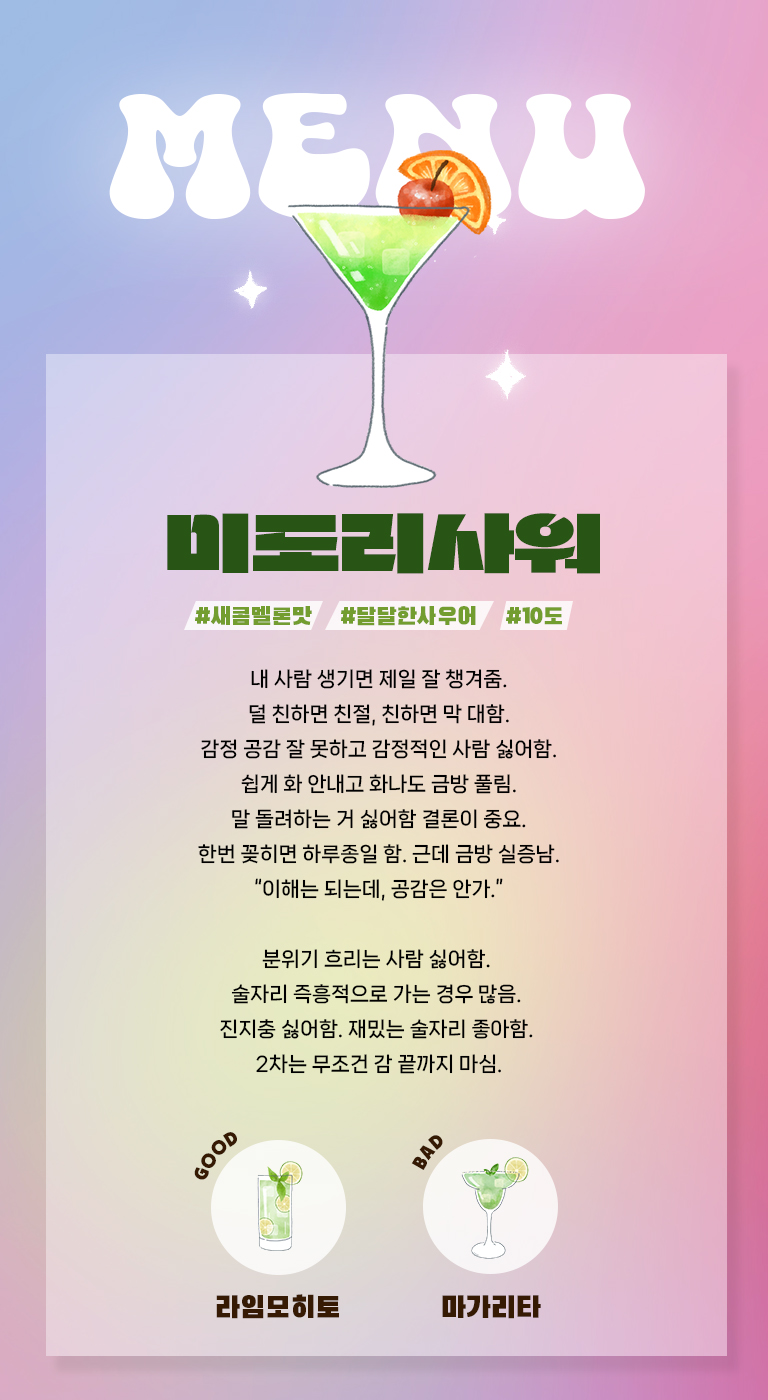 MENU
미도리사워
#새콤멜론맛 #달달한사우어 #10도
내 사람 생기면 제일 잘 챙겨줌.
덜 친하면 친절, 친하면 막 대함.
감정 공감 잘 못하고 감정적인 사람 싫어함.
쉽게 화 안내고 화나도 금방 풀림.
말 돌려하는 거 싫어함 결론이 중요.
한번 꽂히면 하루종일 함. 근데 금방 실증남.
“이해는 되는데, 공감은 안가.”
분위기 흐리는 사람 싫어함.
술자리 즉흥적으로 가는 경우 많음.
진지충 싫어함. 재밌는 술자리 좋아함.
2차는 무조건 감 끝까지 마심.
GOOD BAD
라임모히토 마가리타